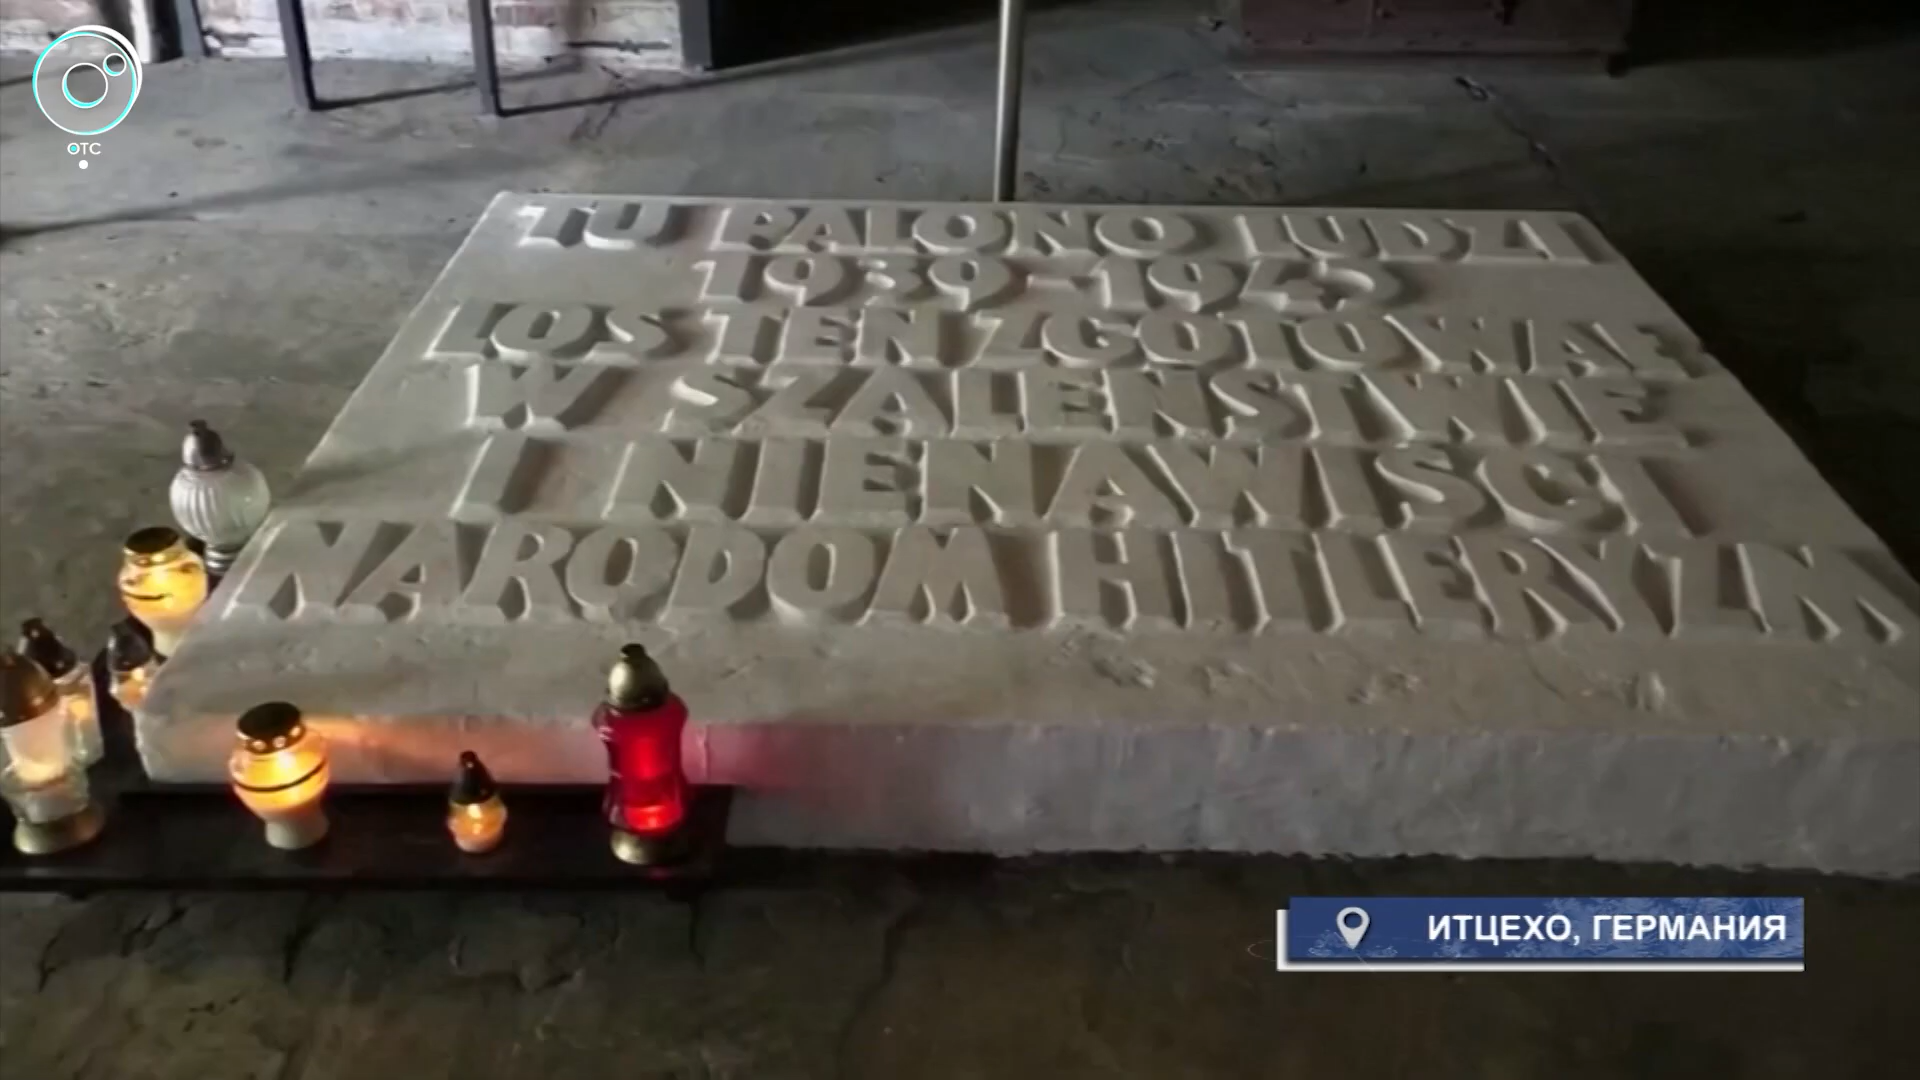 ОТС
TU PALONO LUDZI
1939-1945
LOS TEN ZGOTOWAŁ
W SZALEŃSTWIE
I NIENAWIŚCI
NARODOM HITLERYZM
ИТЦЕХО, ГЕРМАНИЯ